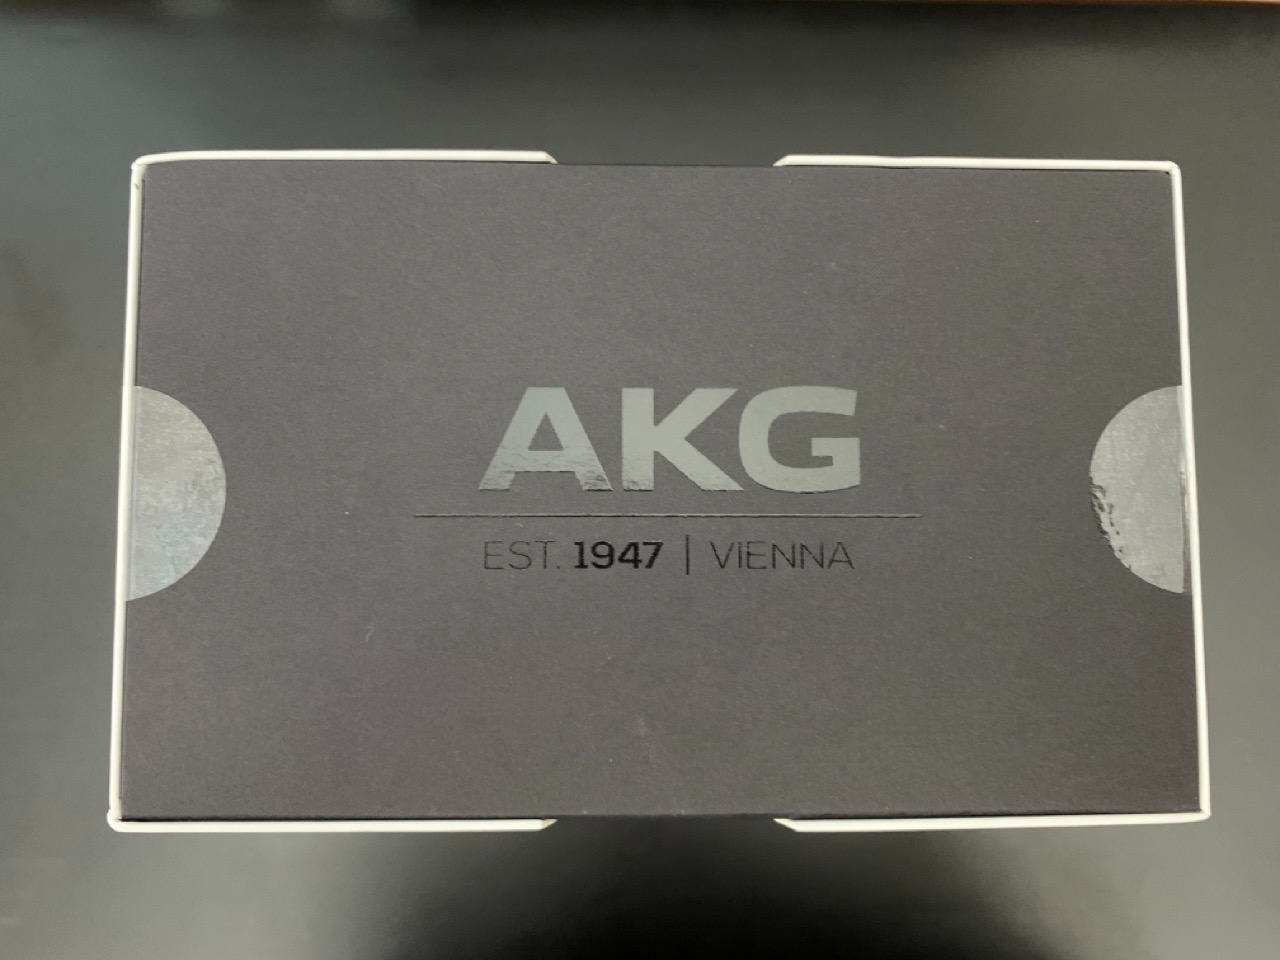 AKG
EST. 1947 | VIENNA